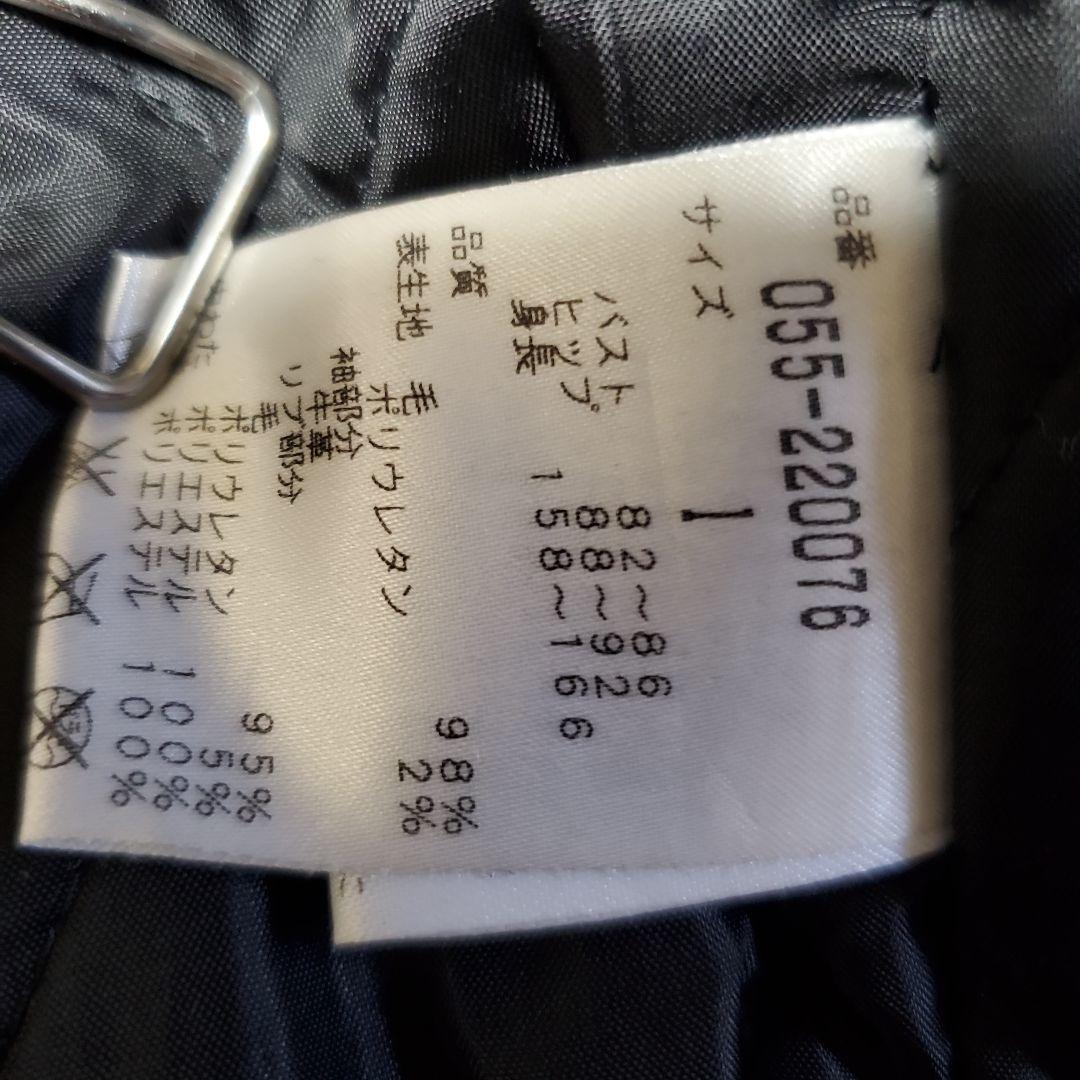 品番 055-22076
サイズ I
バスト 82〜86
ヒップ 88〜92
身長 158〜166
品質
表生地
毛 98%
ポリウレタン 2%
袖部分
牛革
リブ部分
毛 95%
ポリウレタン 5%
ポリエステル 100%
ポリエステル 100%